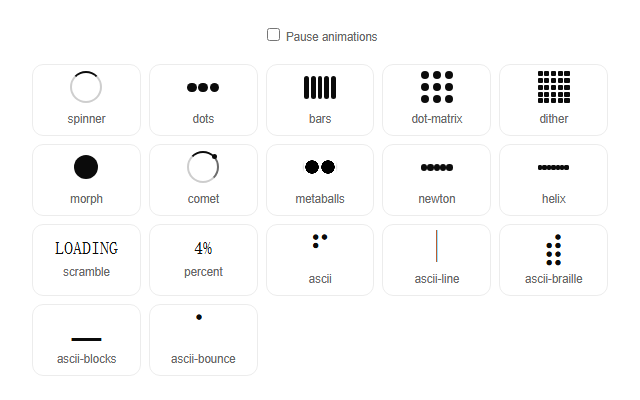 Pause animations
spinner
dots
bars
dot-matrix
dither
morph
comet
metaballs
newton
helix
LOADING
scramble
4%
percent
ascii
ascii-line
ascii-braille
ascii-blocks
ascii-bounce